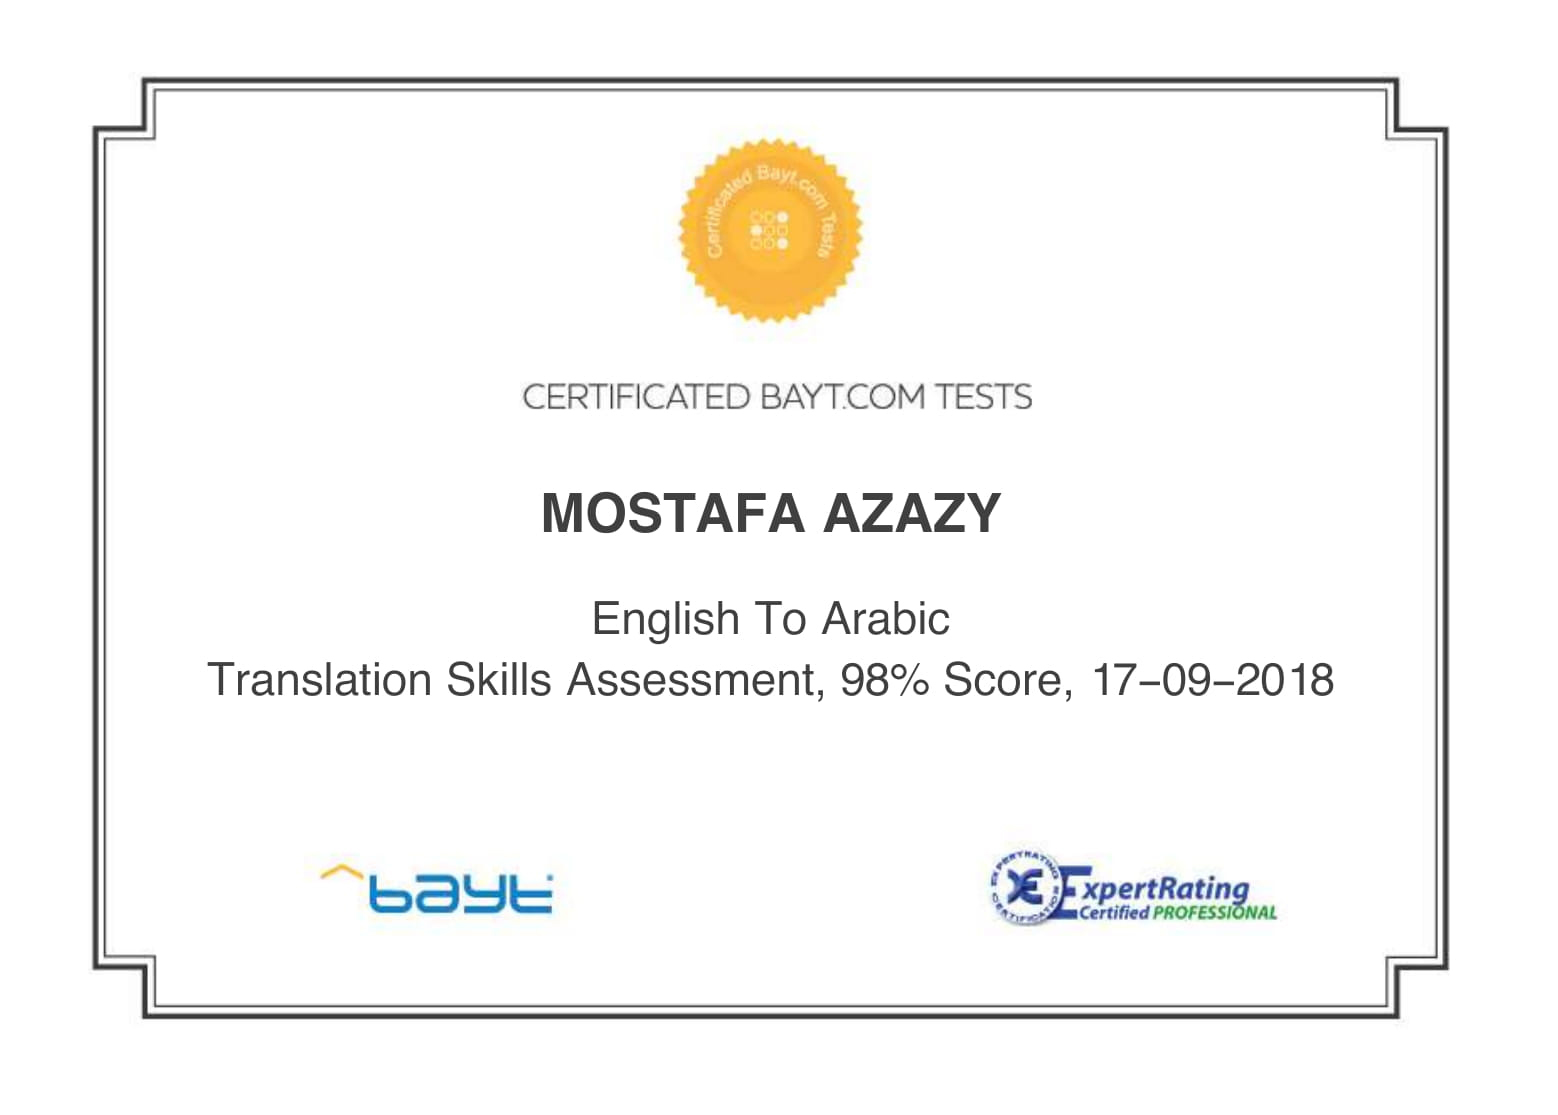 Certificated Bayt.com Tests
CERTIFICATED BAYT.COM TESTS
MOSTAFA AZAZY
English To Arabic
Translation Skills Assessment, 98% Score, 17-09-2018
bayt
EXPERTRATING CERTIFICATION
ExpertRating
Certified PROFESSIONAL